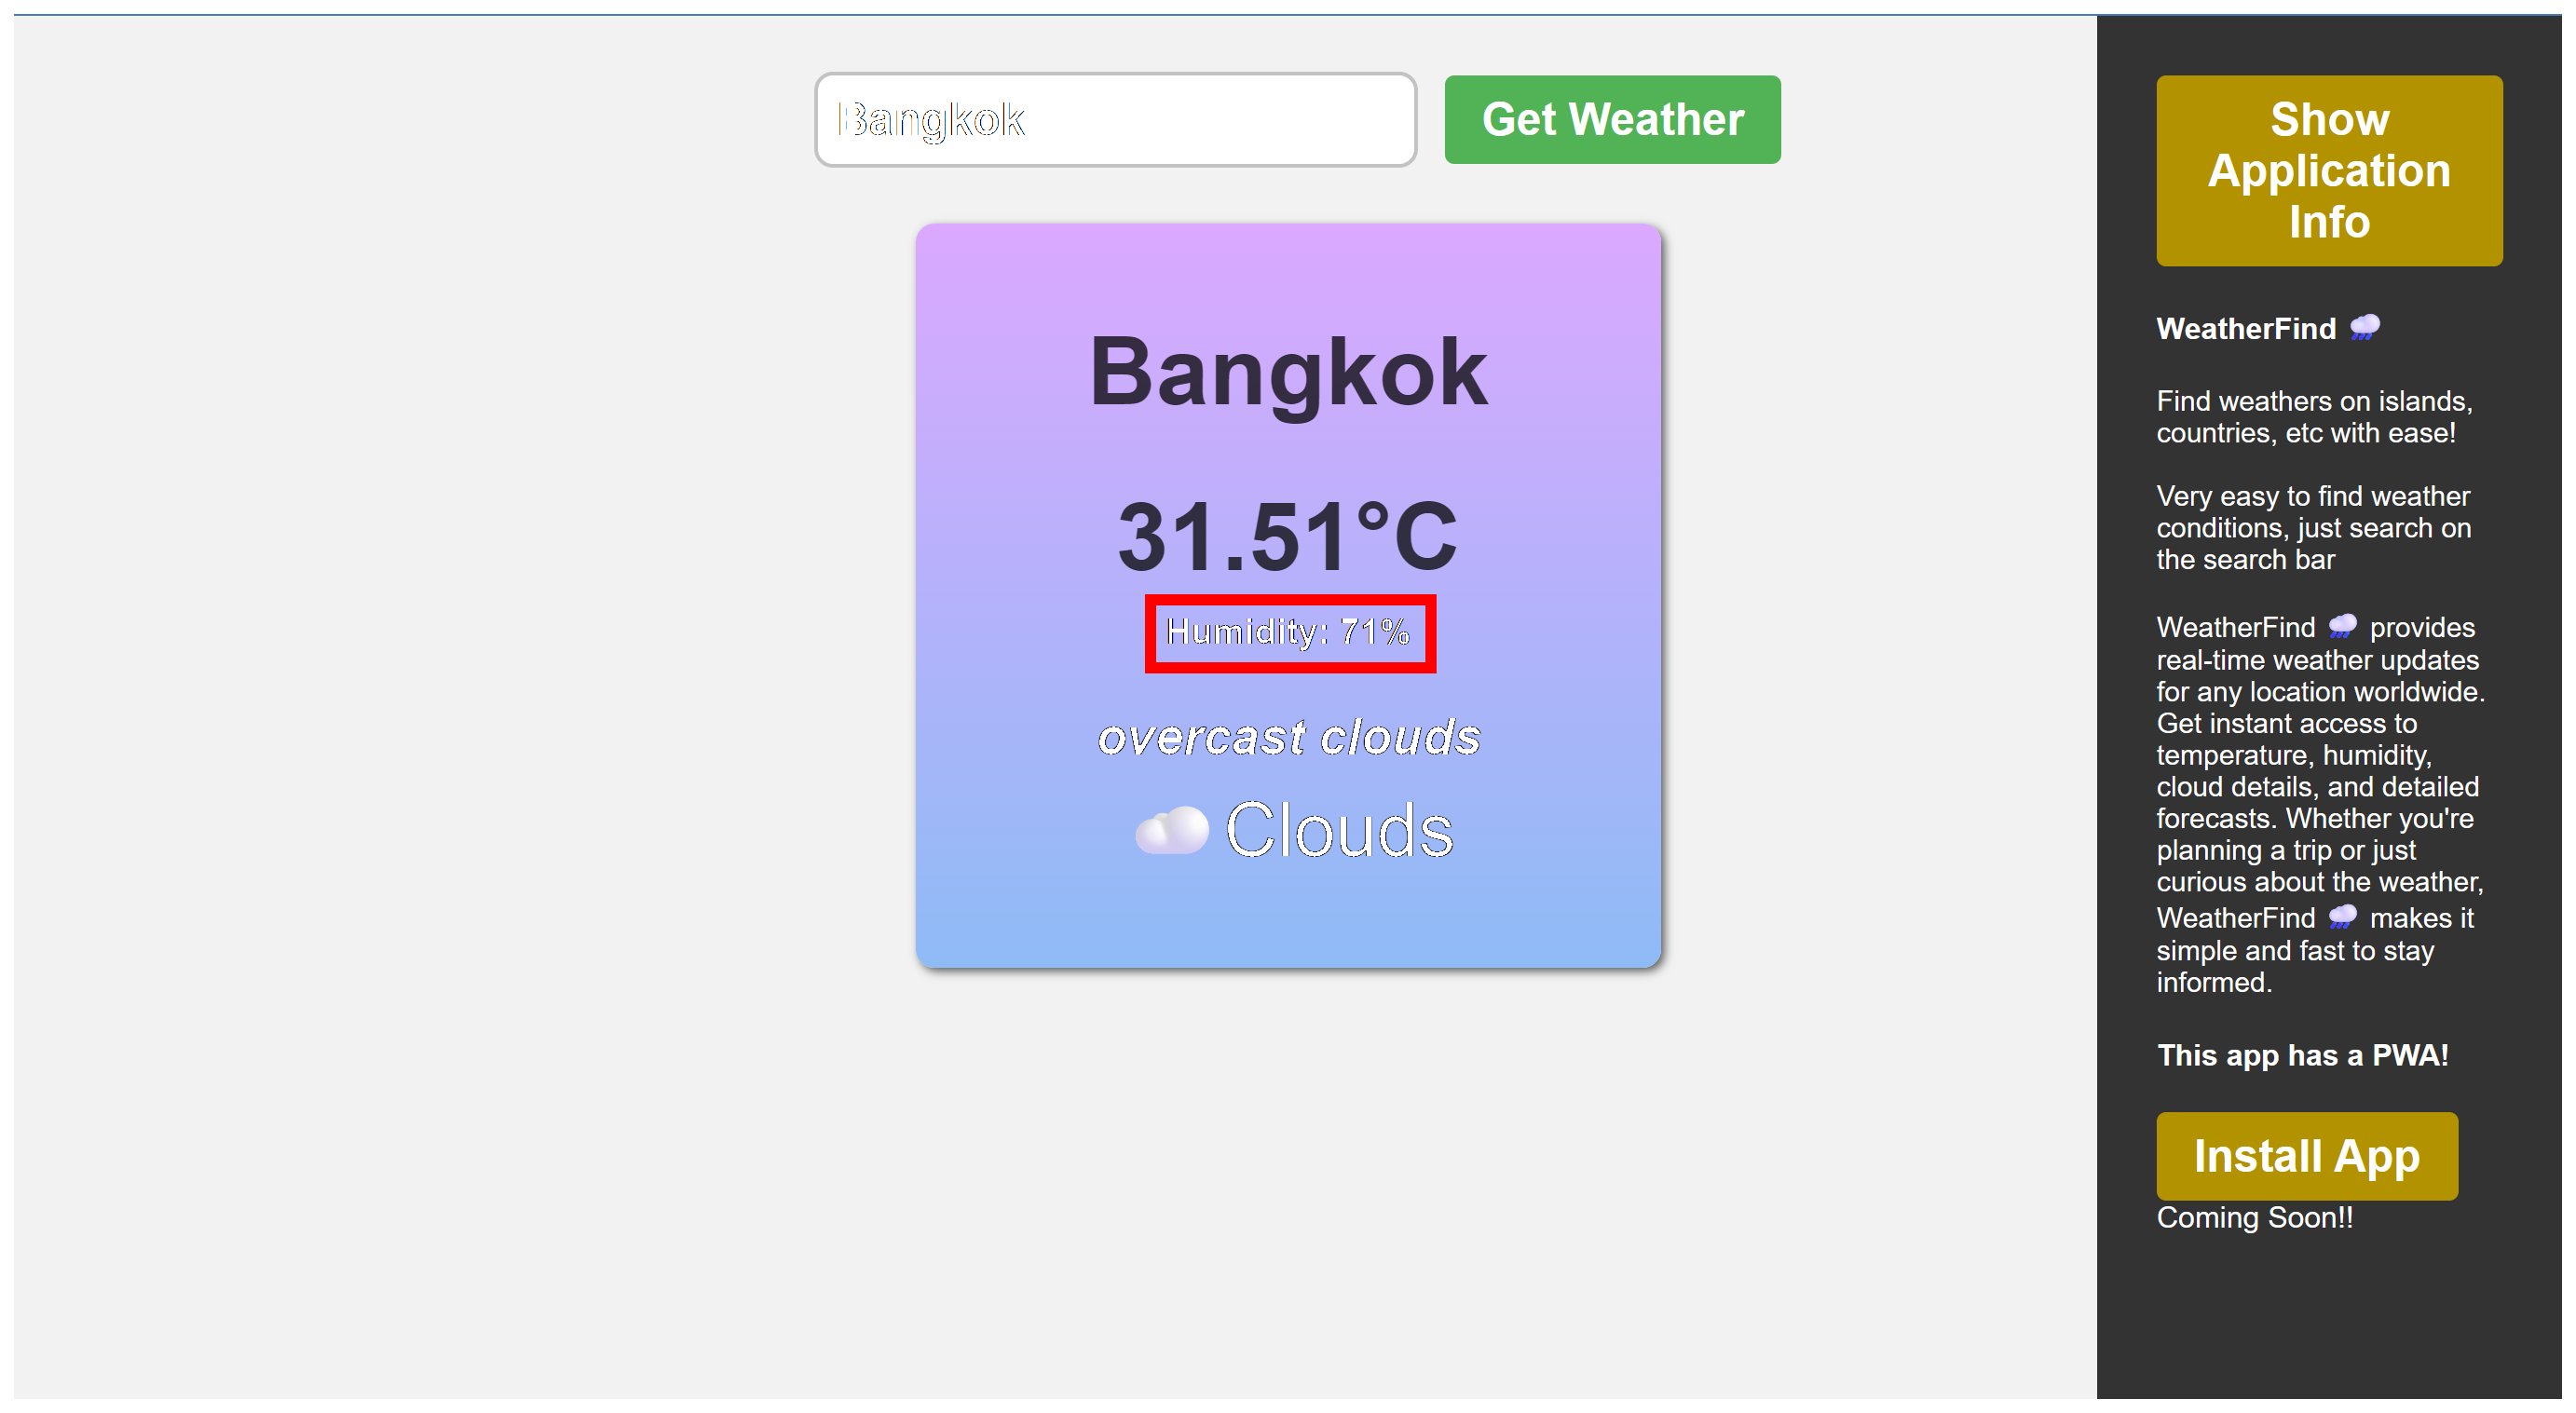 Bangkok
Get Weather
Bangkok
31.51°C
Humidity: 71%
overcast clouds
Clouds
Show
Application
Info
WeatherFind
Find weathers on islands,
countries, etc with ease!
Very easy to find weather
conditions, just search on
the search bar
WeatherFind provides
real-time weather updates
for any location worldwide.
Get instant access to
temperature, humidity,
cloud details, and detailed
forecasts. Whether you're
planning a trip or just
curious about the weather,
WeatherFind makes it
simple and fast to stay
informed.
This app has a PWA!
Install App
Coming Soon!!